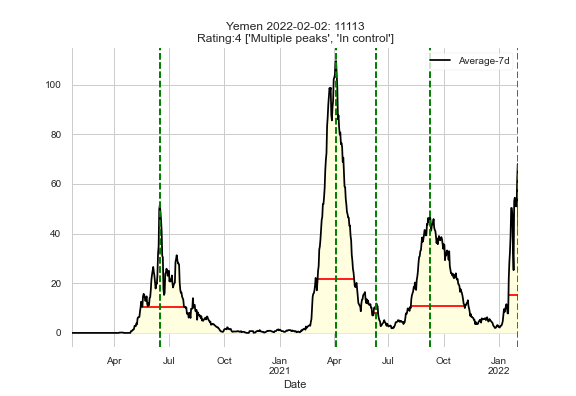 Yemen 2022-02-02: 11113
Rating:4 ['Multiple peaks', 'In control']
Average-7d
100
80
60
40
20
0
Apr Jul Oct Jan Apr Jul Oct Jan
2021 2022
Date